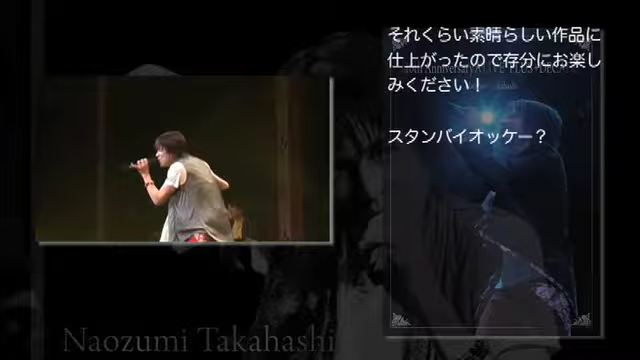 それくらい素晴らしい作品に
仕上がったので存分にお楽し
みください！
スタンバイオッケー？
Naozumi Takahashi